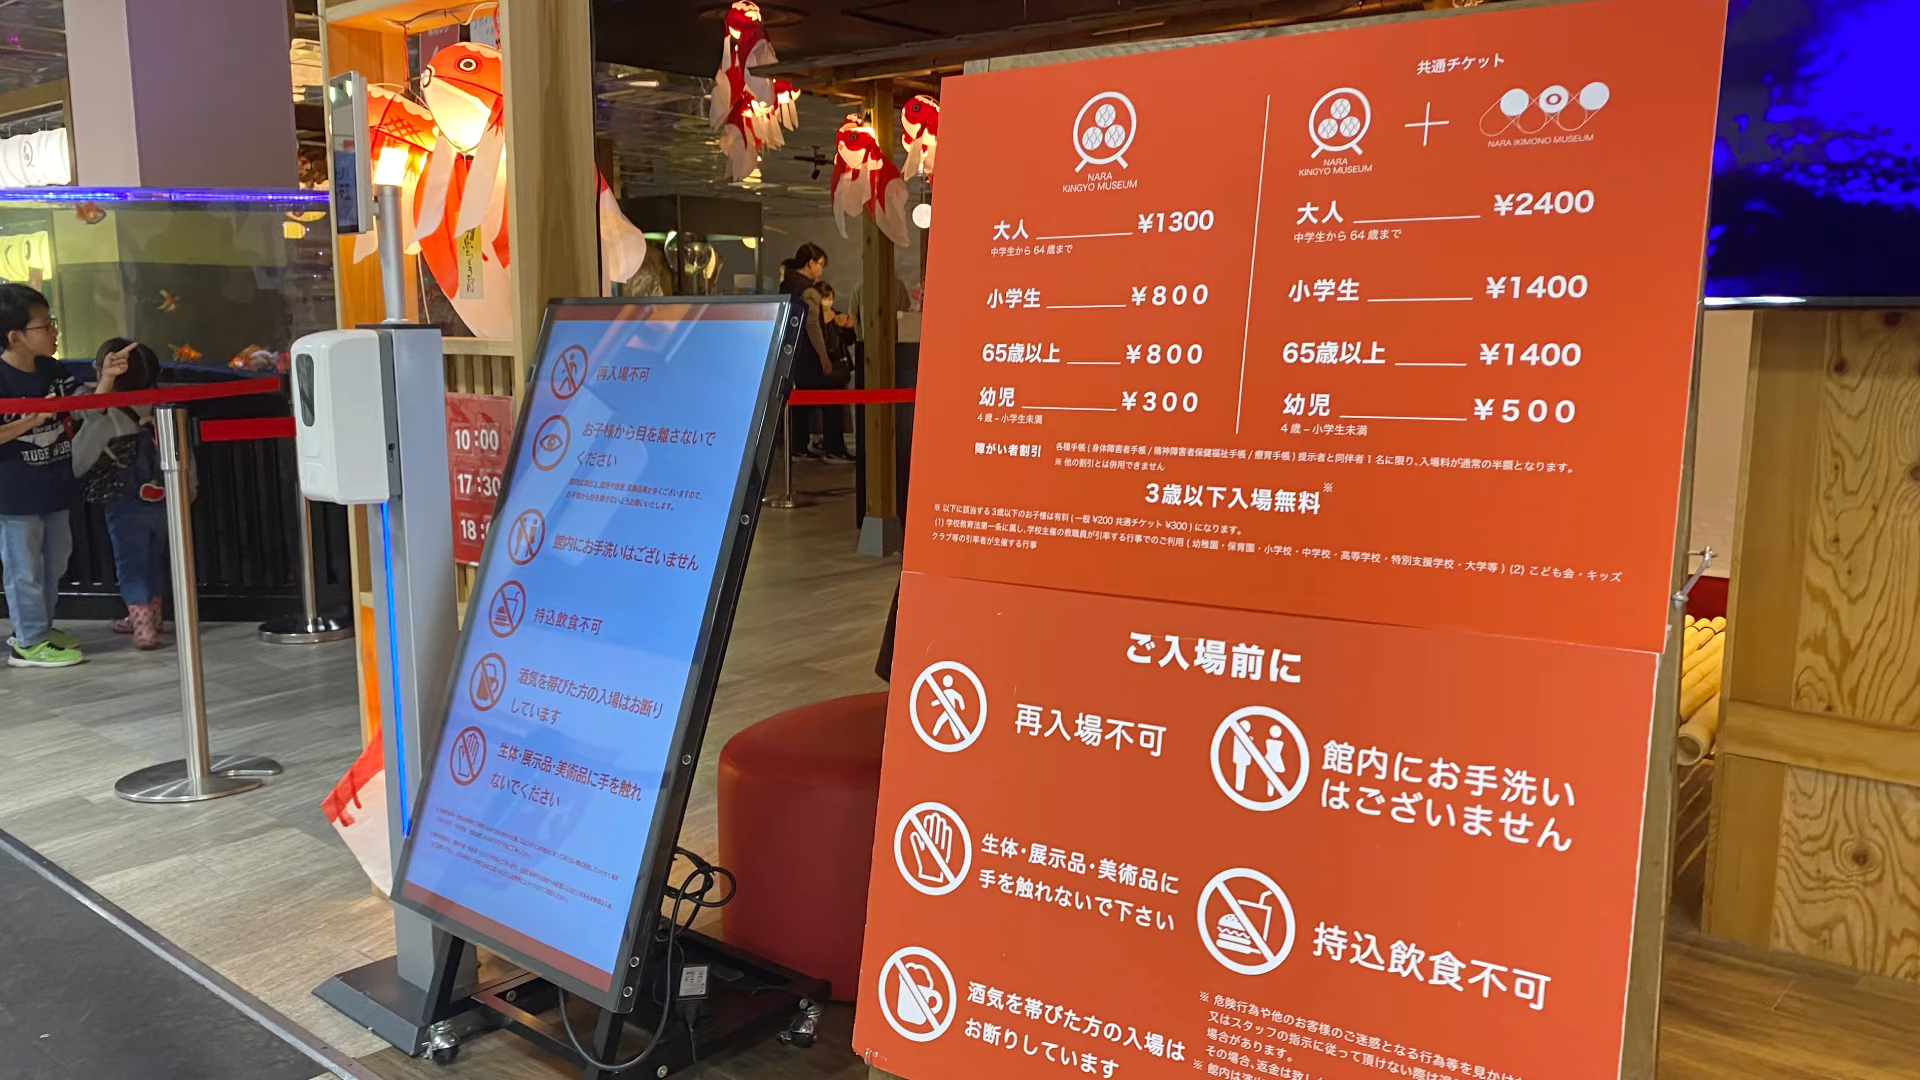 共通チケット
NARA
KINGYO MUSEUM
NARA
KINGYO MUSEUM
NARA IKIMONO MUSEUM
大人 ¥1300
中学生から64歳まで
小学生 ¥800
65歳以上 ¥800
幼児 ¥300
4歳–小学生未満
大人 ¥2400
中学生から64歳まで
小学生 ¥1400
65歳以上 ¥1400
幼児 ¥500
4歳–小学生未満
障がい者割引 各種手帳(身体障害者手帳/精神障害者保健福祉手帳/療育手帳)提示者と同伴者1名に限り、入場料が通常の半額となります。
※他の割引とは併用できません
3歳以下入場無料※
※以下に該当する3歳以下のお子様は有料(一般¥200 共通チケット¥300)になります。
(1)学校教育法第一条に属し、学校主催の教職員が引率する行事でのご利用(幼稚園・保育園・小学校・中学校・高等学校・特別支援学校・大学等) (2)こども会・キッズ
クラブ等の引率者が主催する行事
ご入場前に
再入場不可
館内にお手洗い
はございません
生体・展示品・美術品に
手を触れないで下さい
持込飲食不可
酒気を帯びた方の入場は
お断りしています
※危険行為や他のお客様のご迷惑となる行為等を見かけ
又はスタッフの指示に従って頂けない際は
場合があります。
その場合、返金は致し
※館内は
再入場不可
お子様から目を離さないで
ください
お子様から目を離さないようお願いいたします。
館内にお手洗いはございません
持込飲食不可
酒気を帯びた方の入場はお断り
しています
生体・展示品・美術品に手を触れ
ないでください
10:00
17:30
18: